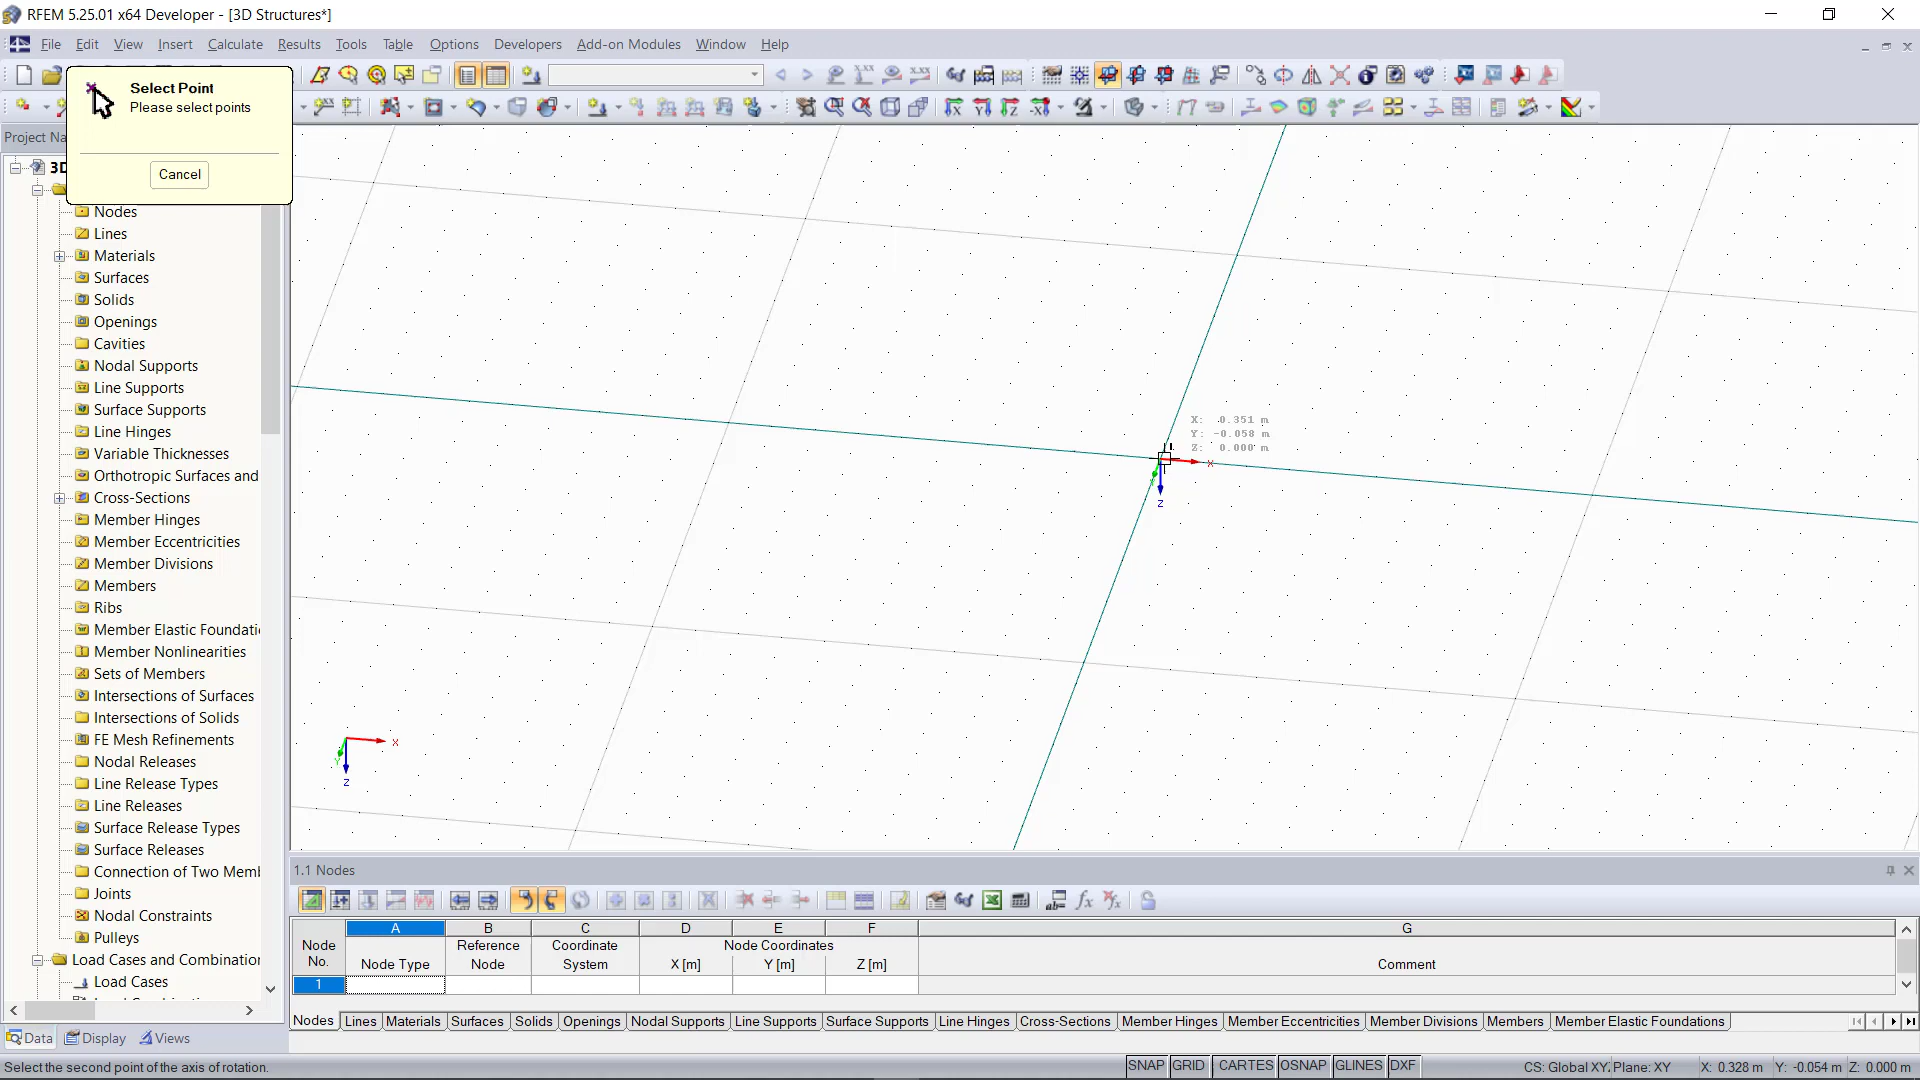 RFEM 5.25.01 x64 Developer - [3D Structures*]
File Edit View Insert Calculate Results Tools Table Options Developers Add-on Modules Window Help
Select Point
Please select points
Cancel
Project Na
3D
Nodes
Lines
Materials
Surfaces
Solids
Openings
Cavities
Nodal Supports
Line Supports
Surface Supports
Line Hinges
Variable Thicknesses
Orthotropic Surfaces and
Cross-Sections
Member Hinges
Member Eccentricities
Member Divisions
Members
Ribs
Member Elastic Foundati
Member Nonlinearities
Sets of Members
Intersections of Surfaces
Intersections of Solids
FE Mesh Refinements
Nodal Releases
Line Release Types
Line Releases
Surface Release Types
Surface Releases
Connection of Two Memb
Joints
Nodal Constraints
Pulleys
Load Cases and Combination
Load Cases
Data Display Views
X: 0.351 m
Y: -0.058 m
Z: 0.000 m
X
Z
X
Y
Z
1.1 Nodes
A B C D E F G
Node No. Node Type Reference Node Coordinate System Node Coordinates X [m] Y [m] Z [m] Comment
1
Nodes Lines Materials Surfaces Solids Openings Nodal Supports Line Supports Surface Supports Line Hinges Cross-Sections Member Hinges Member Eccentricities Member Divisions Members Member Elastic Foundations
Select the second point of the axis of rotation.
SNAP GRID CARTES OSNAP GLINES DXF CS: Global XY. Plane: XY X: 0.328 m Y: -0.054 m Z: 0.000 m